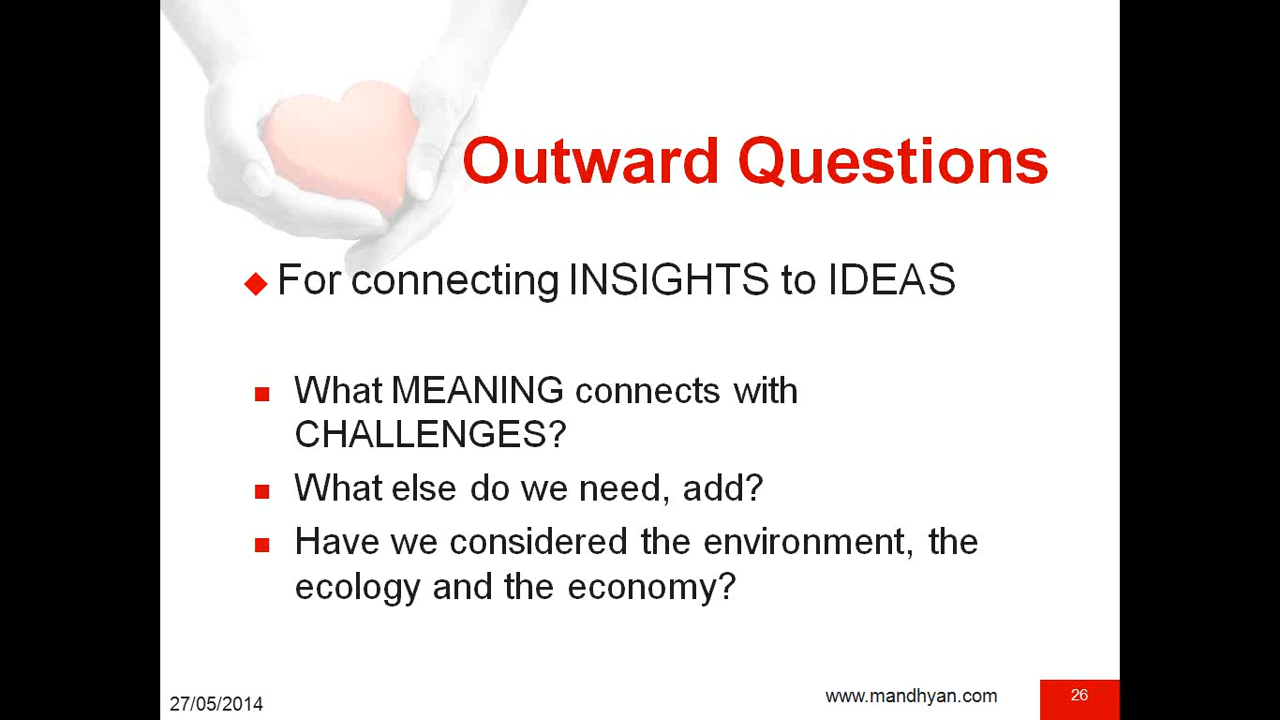 Outward Questions
For connecting INSIGHTS to IDEAS
What MEANING connects with
CHALLENGES?
What else do we need, add?
Have we considered the environment, the
ecology and the economy?
27/05/2014
www.mandhyan.com
26